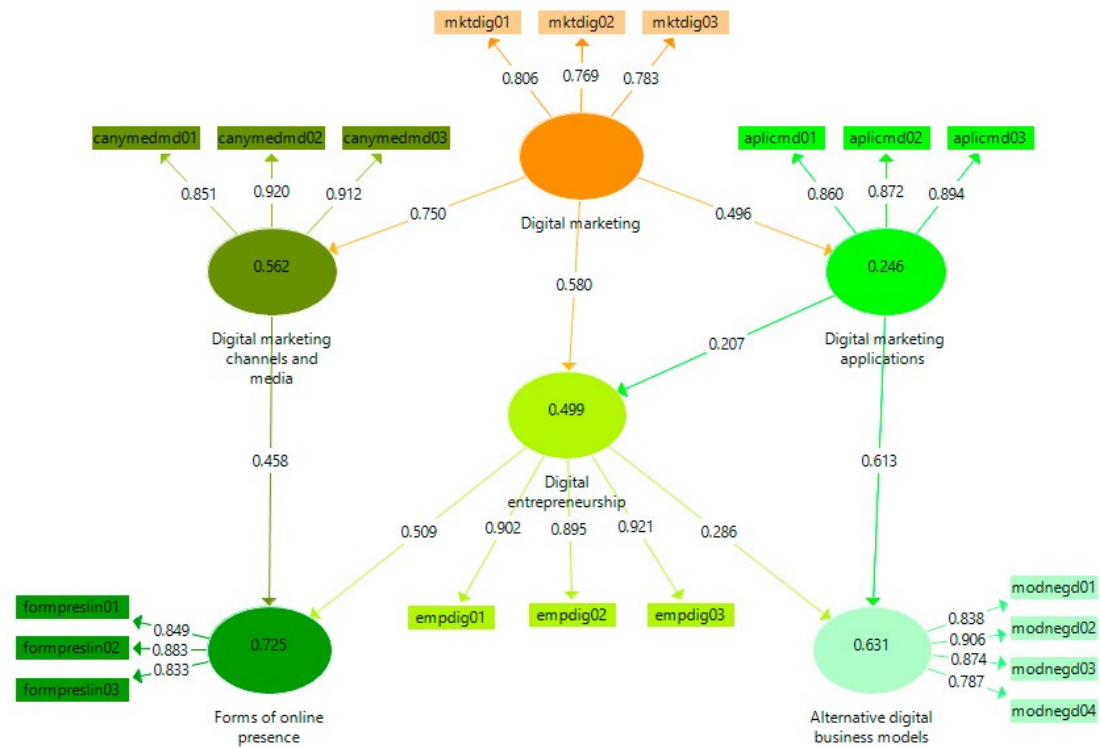 mktdig01 mktdig02 mktdig03
0.806 0.769 0.783
canymedmd01 canymedmd02 canymedmd03
aplicmd01 aplicmd02 aplicmd03
0.851 0.920 0.912
0.860 0.872 0.894
0.750
Digital marketing
0.496
0.562
0.246
0.580
Digital marketing
channels and
media
Digital marketing
applications
0.207
0.499
0.458
0.613
Digital
entrepreneurship
0.509
0.902 0.895 0.921
0.286
empdig01 empdig02 empdig03
formpreslin01
formpreslin02
formpreslin03
0.849
0.883
0.833
0.725
Forms of online
presence
0.631
0.838
0.906
0.874
0.787
modnegd01
modnegd02
modnegd03
modnegd04
Alternative digital
business models